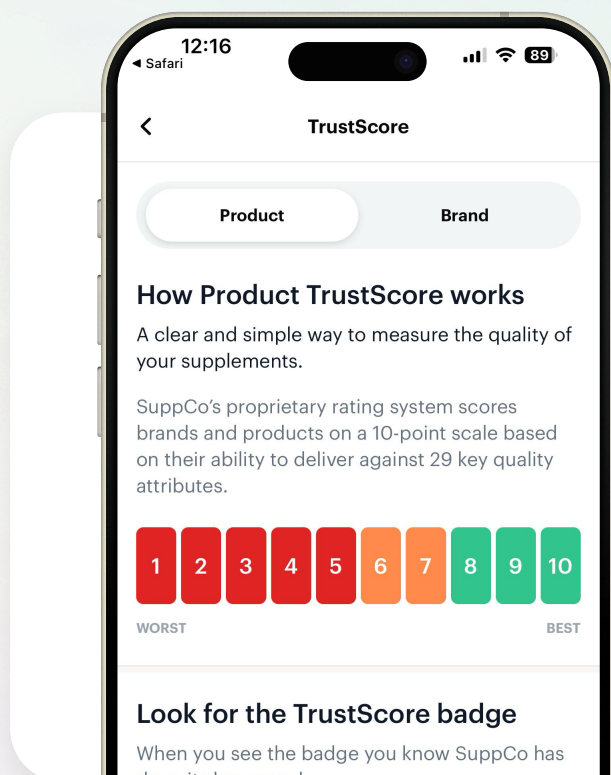 12:16
◀ Safari
89
TrustScore
Product
Brand
How Product TrustScore works
A clear and simple way to measure the quality of
your supplements.
SuppCo’s proprietary rating system scores
brands and products on a 10-point scale based
on their ability to deliver against 29 key quality
attributes.
1 2 3 4 5 6 7 8 9 10
WORST
BEST
Look for the TrustScore badge
When you see the badge you know SuppCo has